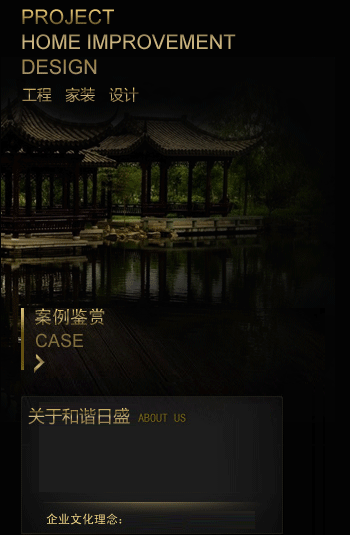 PROJECT
HOME IMPROVEMENT
DESIGN
工程 家装 设计
案例鉴赏
CASE
关于和谐日盛 ABOUT US
企业文化理念：